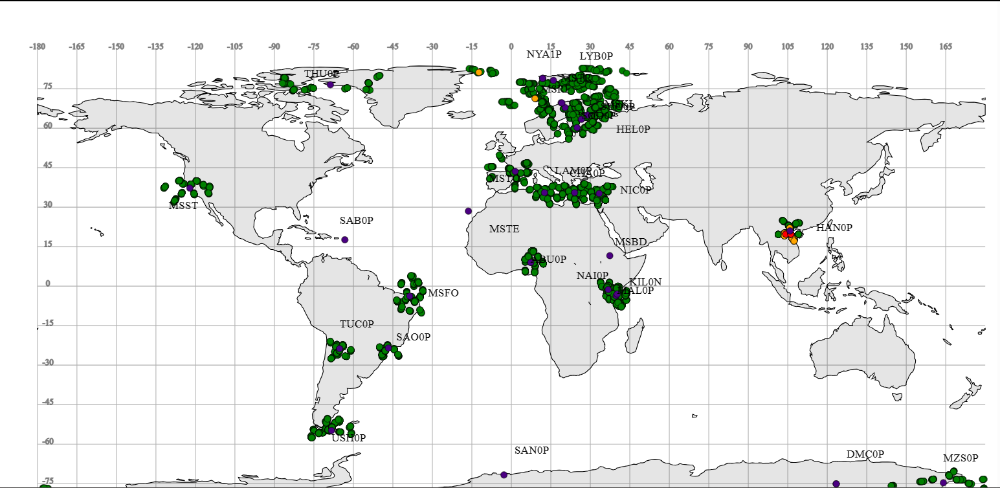 -180 -165 -150 -135 -120 -105 -90 -75 -60 -45 -30 -15 0 15 30 45 60 75 90 105 120 135 150 165
NYA1P
LYB0P
THU0P
75
60
HEL0P
45
LAM0P
CHA0P
NIC0P
MSST
30
SAB0P
MSTE
HAN0P
15
MSBD
NAI0P
KIL0N
0
MSFO
-15
TUC0P
SAO0P
-30
-45
USH0P
-60
SAN0P
DMC0P
MZS0P
-75